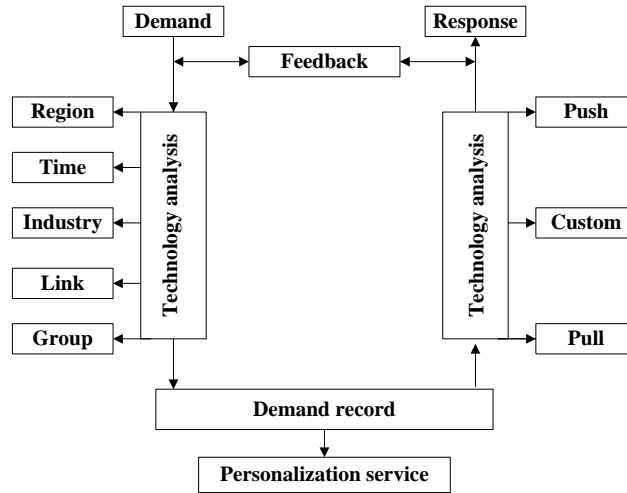 Demand
Response
Feedback
Region
Time
Industry
Link
Group
Technology analysis
Technology analysis
Push
Custom
Pull
Demand record
Personalization service